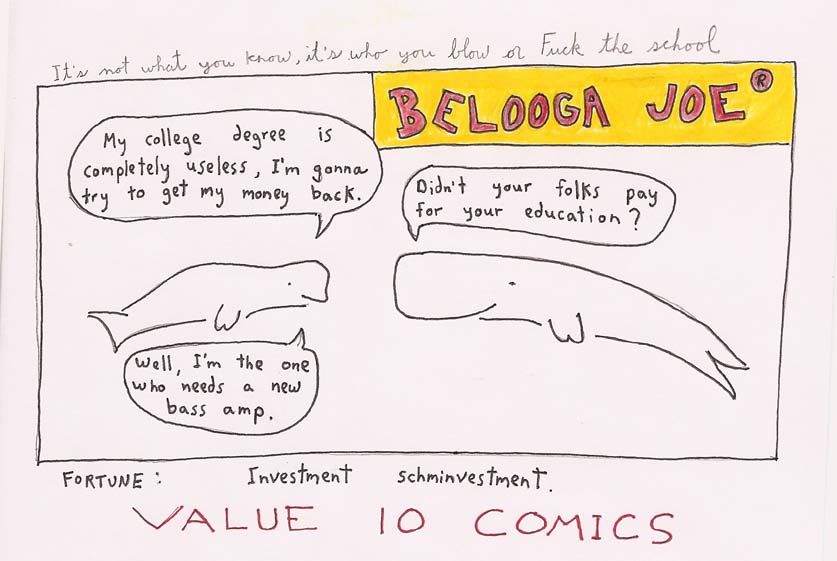 It's not what you know, it's who you blow or Fuck the school
BELOOGA JOE®
My college degree is
completely useless, I'm gonna
try to get my money back.
Didn't your folks pay
for your education?
Well, I'm the one
who needs a new
bass amp.
FORTUNE: Investment schminvestment.
VALUE 10 COMICS